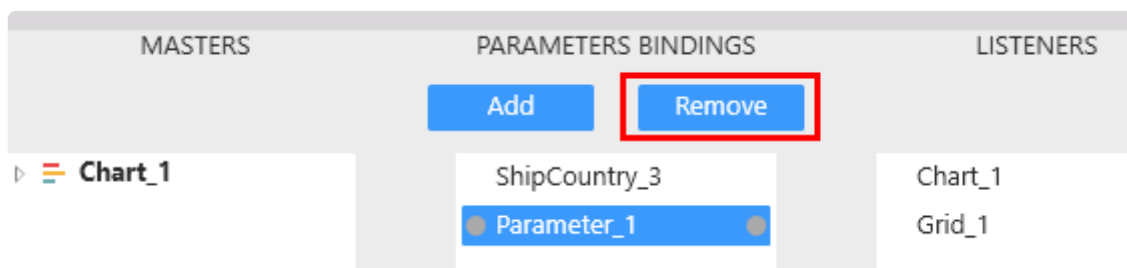 MASTERS PARAMETERS BINDINGS LISTENERS
Add Remove
Chart_1 ShipCountry_3 Chart_1
Parameter_1 Grid_1